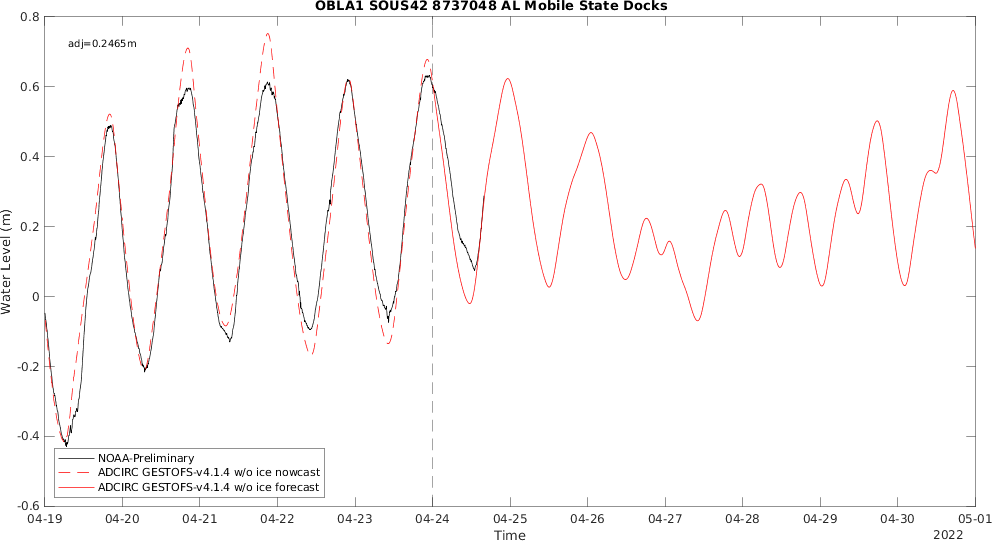 OBLA1 SOUS42 8737048 AL Mobile State Docks
adj=0.2465m
0.8
0.6
0.4
0.2
0
-0.2
-0.4
-0.6
Water Level (m)
NOAA-Preliminary
ADCIRC GESTOFS-v4.1.4 w/o ice nowcast
ADCIRC GESTOFS-v4.1.4 w/o ice forecast
04-19 04-20 04-21 04-22 04-23 04-24 04-25 04-26 04-27 04-28 04-29 04-30 05-01
Time
2022